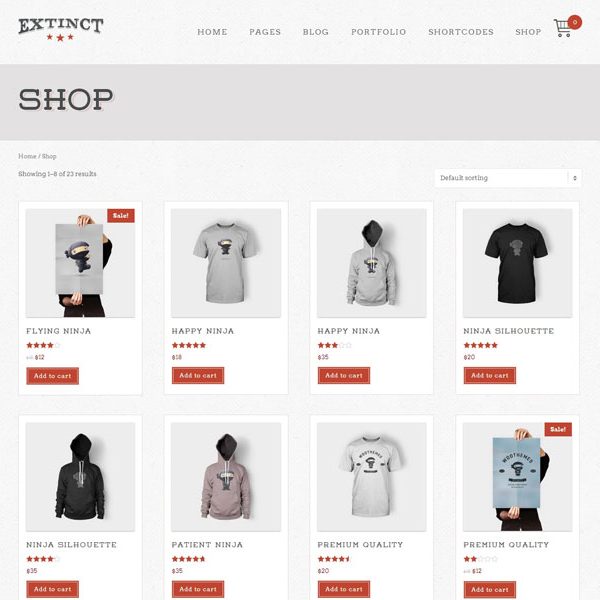 EXTINCT
HOME PAGES BLOG PORTFOLIO SHORTCODES SHOP 0
SHOP
Home / Shop
Showing 1–8 of 23 results
Default sorting
Sale!
FLYING NINJA
$12
Add to cart
HAPPY NINJA
$18
Add to cart
HAPPY NINJA
$35
Add to cart
NINJA SILHOUETTE
$20
Add to cart
NINJA SILHOUETTE
$35
Add to cart
PATIENT NINJA
$35
Add to cart
WOOTHEMES
PREMIUM QUALITY
$20
Add to cart
Sale!
WOOTHEMES
PREMIUM QUALITY
$12
Add to cart